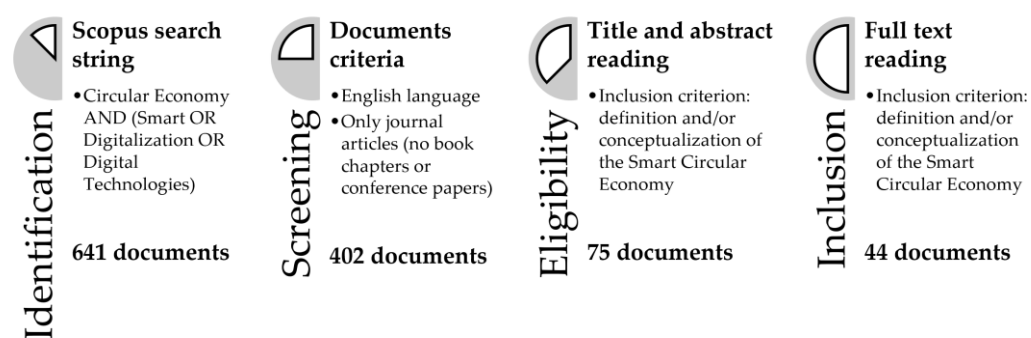 Identification
Scopus search
string
•Circular Economy
AND (Smart OR
Digitalization OR
Digital
Technologies)
641 documents
Screening
Documents
criteria
•English language
•Only journal
articles (no book
chapters or
conference papers)
402 documents
Eligibility
Title and abstract
reading
•Inclusion criterion:
definition and/or
conceptualization of
the Smart Circular
Economy
75 documents
Inclusion
Full text
reading
•Inclusion criterion:
definition and/or
conceptualization
of the Smart
Circular Economy
44 documents